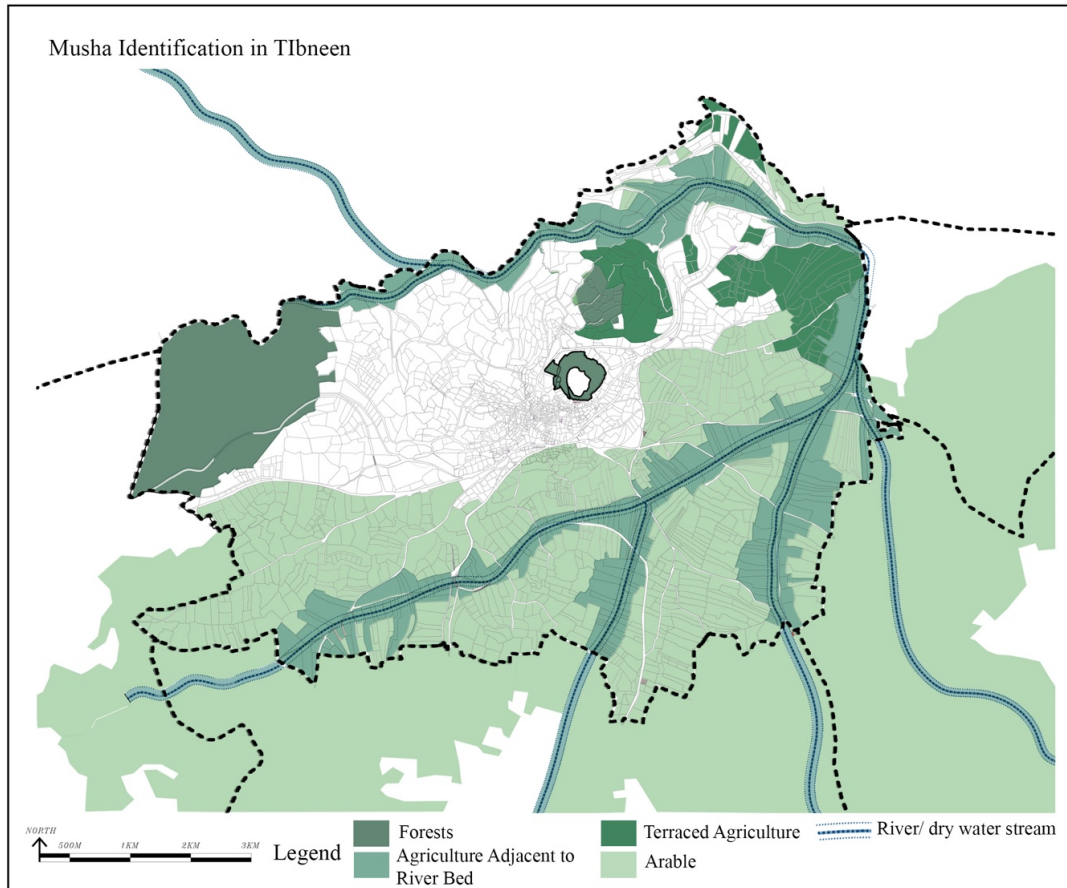 Musha Identification in TIbneen
NORTH
500M 1KM 2KM 3KM
Legend
Forests
Agriculture Adjacent to
River Bed
Terraced Agriculture
Arable
River/ dry water stream